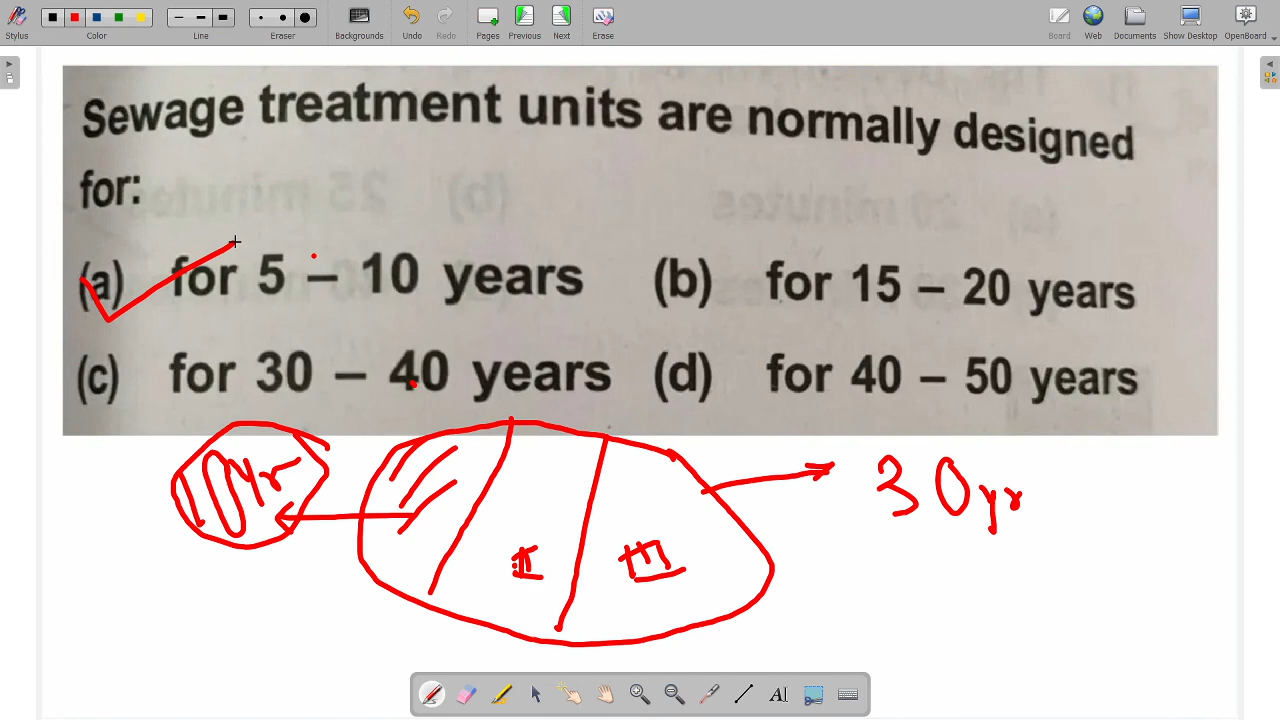 Stylus
Color
Line
Eraser
Backgrounds
Undo
Redo
Pages
Previous
Next
Erase
Board
Web
Documents
Show Desktop
OpenBoard
Sewage treatment units are normally designed
for:
(a) for 5 – 10 years (b) for 15 – 20 years
(c) for 30 – 40 years (d) for 40 – 50 years
10yr
30yr
II
III
AI